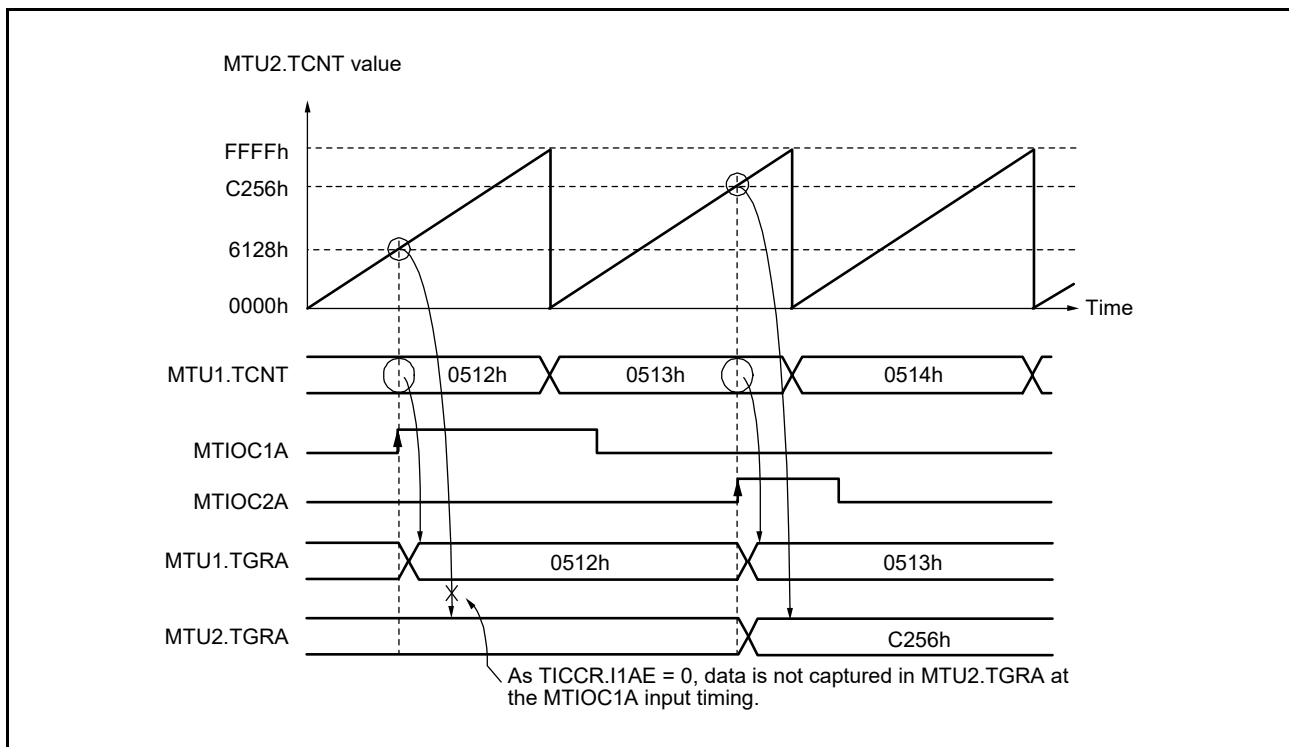 MTU2.TCNT value
FFFFh
C256h
6128h
0000h
Time
MTU1.TCNT
0512h
0513h
0514h
MTIOC1A
MTIOC2A
MTU1.TGRA
0512h
0513h
MTU2.TGRA
C256h
As TICCR.I1AE = 0, data is not captured in MTU2.TGRA at
the MTIOC1A input timing.